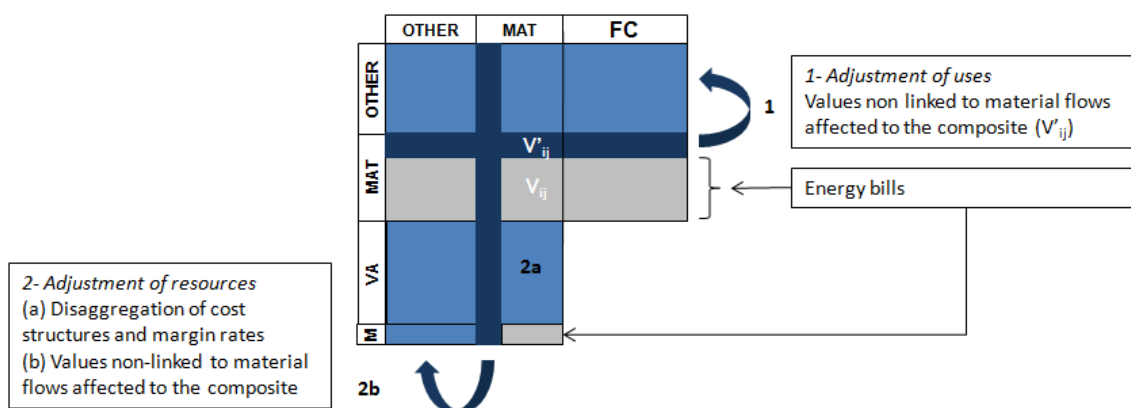 OTHER MAT FC
OTHER
MAT
VA
M
V'ij
Vij
2a
1
2b
1- Adjustment of uses
Values non linked to material flows
affected to the composite (V'ij)
Energy bills
2- Adjustment of resources
(a) Disaggregation of cost
structures and margin rates
(b) Values non-linked to material
flows affected to the composite